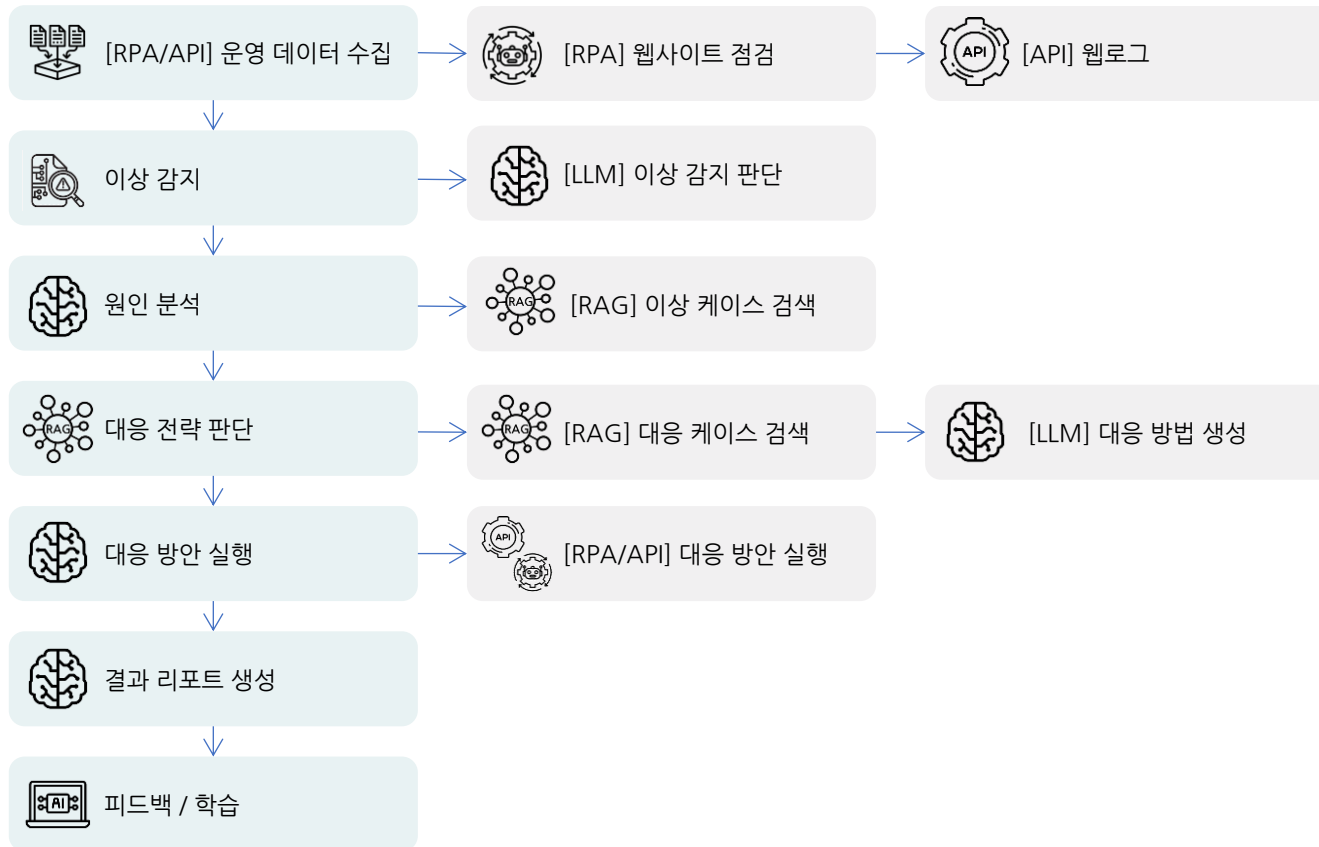 [RPA/API] 운영 데이터 수집
[RPA] 웹사이트 점검
API
[API] 웹로그
이상 감지
[LLM] 이상 감지 판단
원인 분석
RAG
[RAG] 이상 케이스 검색
RAG
대응 전략 판단
RAG
[RAG] 대응 케이스 검색
[LLM] 대응 방법 생성
대응 방안 실행
API
[RPA/API] 대응 방안 실행
결과 리포트 생성
AI
피드백 / 학습